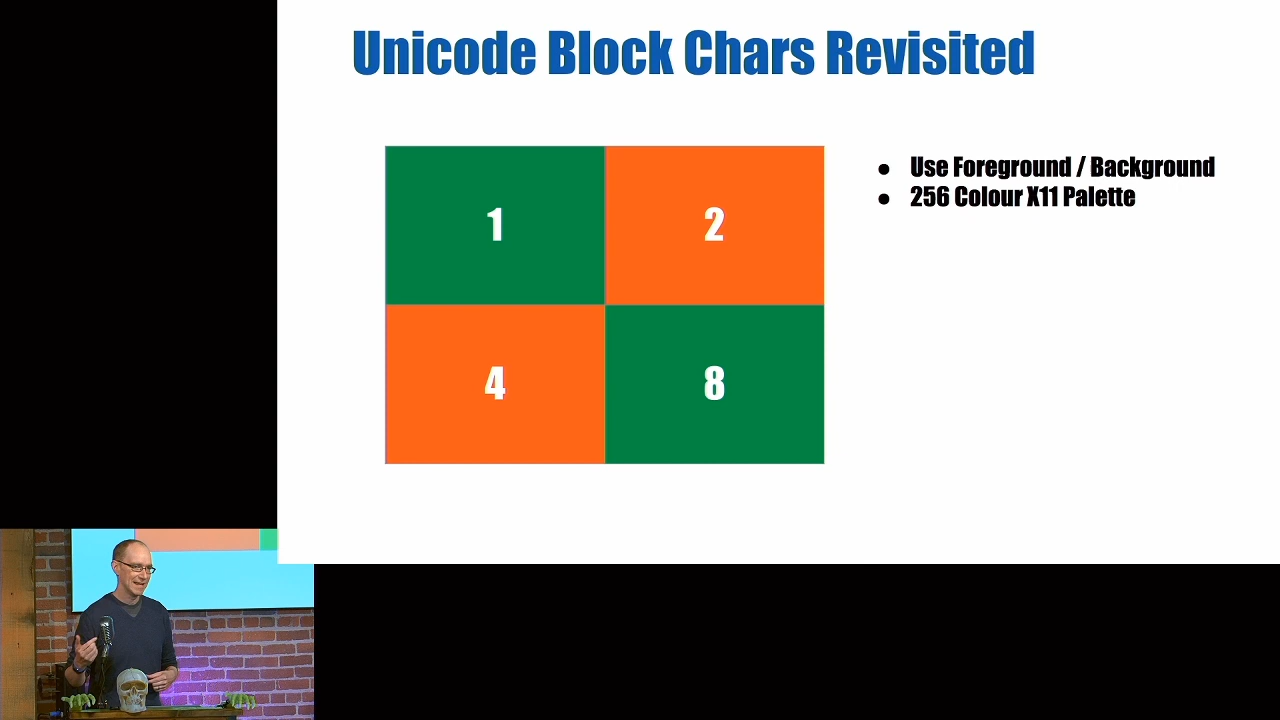 Unicode Block Chars Revisited
1
2
4
8
● Use Foreground / Background
● 256 Colour X11 Palette